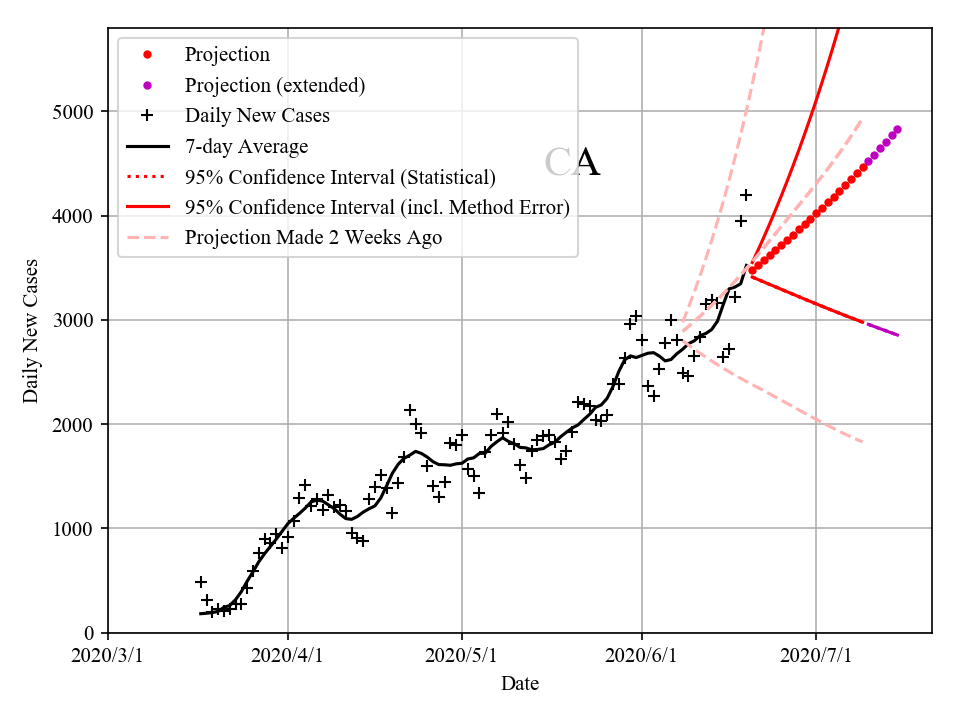 Projection
Projection (extended)
Daily New Cases
7-day Average
95% Confidence Interval (Statistical)
95% Confidence Interval (incl. Method Error)
Projection Made 2 Weeks Ago
CA
5000
4000
3000
2000
1000
0
Daily New Cases
2020/3/1
2020/4/1
2020/5/1
2020/6/1
2020/7/1
Date